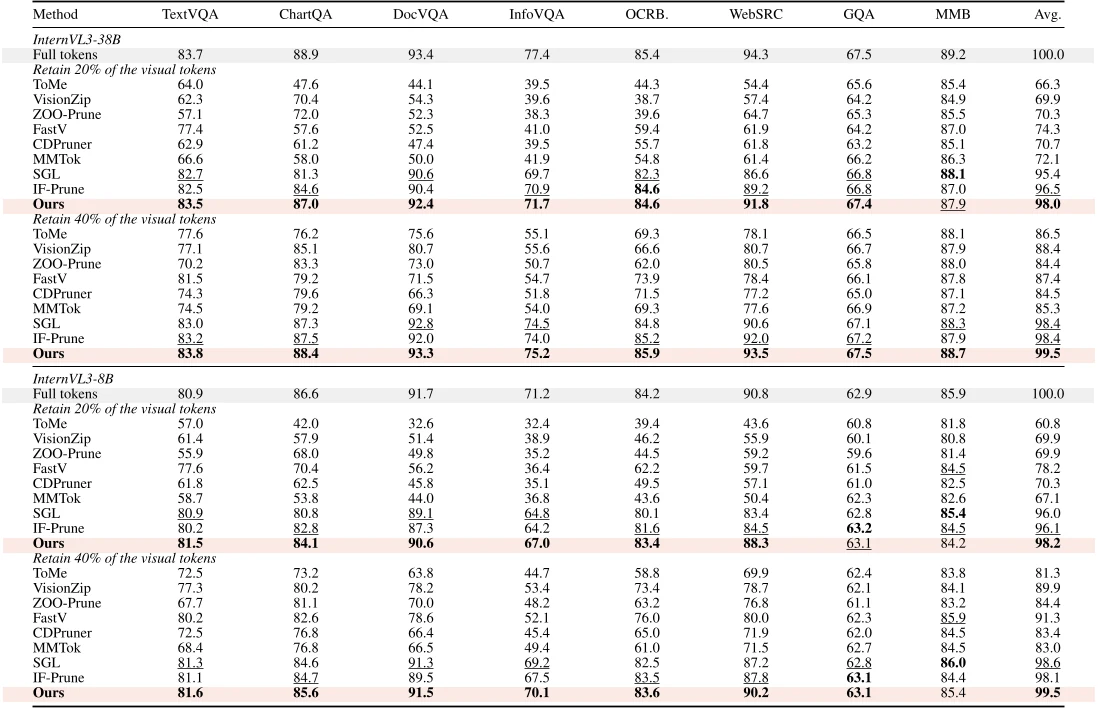 Method TextVQA ChartQA DocVQA InfoVQA OCRB. WebSRC GQA MMB Avg.
InternVL3-38B
Full tokens 83.7 88.9 93.4 77.4 85.4 94.3 67.5 89.2 100.0
Retain 20% of the visual tokens
ToMe 64.0 47.6 44.1 39.5 44.3 54.4 65.6 85.4 66.3
VisionZip 62.3 70.4 54.3 39.6 38.7 57.4 64.2 84.9 69.9
ZOO-Prune 57.1 72.0 52.3 38.3 39.6 64.7 65.3 85.5 70.3
FastV 77.4 57.6 52.5 41.0 59.4 61.9 64.2 87.0 74.3
CDPruner 62.9 61.2 47.4 39.5 55.7 61.8 63.2 85.1 70.7
MMTok 66.6 58.0 50.0 41.9 54.8 61.4 66.2 86.3 72.1
SGL 82.7 81.3 90.6 69.7 82.3 86.6 66.8 88.1 95.4
IF-Prune 82.5 84.6 90.4 70.9 84.6 89.2 66.8 87.0 96.5
Ours 83.5 87.0 92.4 71.7 84.6 91.8 67.4 87.9 98.0
Retain 40% of the visual tokens
ToMe 77.6 76.2 75.6 55.1 69.3 78.1 66.5 88.1 86.5
VisionZip 77.1 85.1 80.7 55.6 66.6 80.7 66.7 87.9 88.4
ZOO-Prune 70.2 83.3 73.0 50.7 62.0 80.5 65.8 88.0 84.4
FastV 81.5 79.2 71.5 54.7 73.9 78.4 66.1 87.8 87.4
CDPruner 74.3 79.6 66.3 51.8 71.5 77.2 65.0 87.1 84.5
MMTok 74.5 79.2 69.1 54.0 69.3 77.6 66.9 87.2 85.3
SGL 83.0 87.3 92.8 74.5 84.8 90.6 67.1 88.3 98.4
IF-Prune 83.2 87.5 92.0 74.0 85.2 92.0 67.2 87.9 98.4
Ours 83.8 88.4 93.3 75.2 85.9 93.5 67.5 88.7 99.5
InternVL3-8B
Full tokens 80.9 86.6 91.7 71.2 84.2 90.8 62.9 85.9 100.0
Retain 20% of the visual tokens
ToMe 57.0 42.0 32.6 32.4 39.4 43.6 60.8 81.8 60.8
VisionZip 61.4 57.9 51.4 38.9 46.2 55.9 60.1 80.8 69.9
ZOO-Prune 55.9 68.0 49.8 35.2 44.5 59.2 59.6 81.4 69.9
FastV 77.6 70.4 56.2 36.4 62.2 59.7 61.5 84.5 78.2
CDPruner 61.8 62.5 45.8 35.1 49.5 57.1 61.0 82.5 70.3
MMTok 58.7 53.8 44.0 36.8 43.6 50.4 62.3 82.6 67.1
SGL 80.9 80.8 89.1 64.8 80.1 83.4 62.8 85.4 96.0
IF-Prune 80.2 82.8 87.3 64.2 81.6 84.5 63.2 84.5 96.1
Ours 81.5 84.1 90.6 67.0 83.4 88.3 63.1 84.2 98.2
Retain 40% of the visual tokens
ToMe 72.5 73.2 63.8 44.7 58.8 69.9 62.4 83.8 81.3
VisionZip 77.3 80.2 78.2 53.4 73.4 78.7 62.1 84.1 89.9
ZOO-Prune 67.7 81.1 70.0 48.2 63.2 76.8 61.1 83.2 84.4
FastV 80.2 82.6 78.6 52.1 76.0 80.0 62.3 85.9 91.3
CDPruner 72.5 76.8 66.4 45.4 65.0 71.9 62.0 84.5 83.4
MMTok 68.4 76.8 66.5 49.4 61.0 71.5 62.7 84.5 83.0
SGL 81.3 84.6 91.3 69.2 82.5 87.2 62.8 86.0 98.6
IF-Prune 81.1 84.7 89.5 67.5 83.5 87.8 63.1 84.4 98.1
Ours 81.6 85.6 91.5 70.1 83.6 90.2 63.1 85.4 99.5